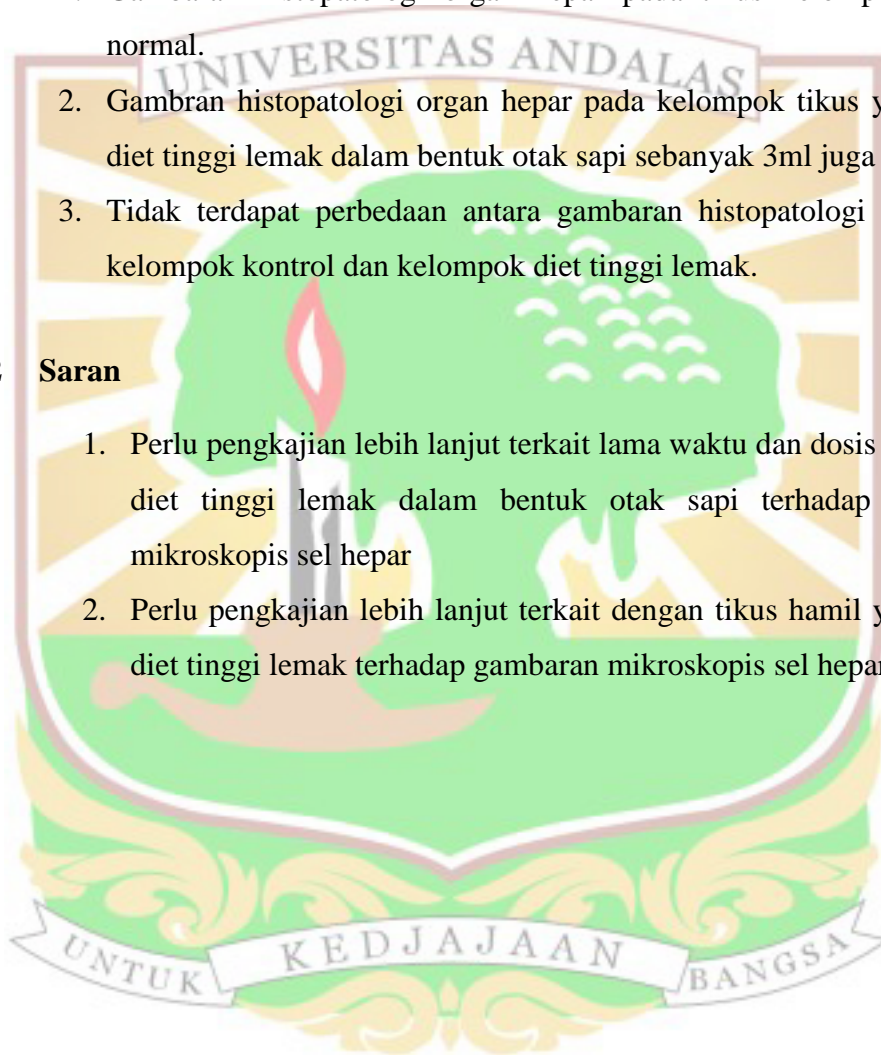 normal.
UNIVERSITAS ANDALAS
2. Gambran histopatologi organ hepar pada kelompok tikus
diet tinggi lemak dalam bentuk otak sapi sebanyak 3ml juga
3. Tidak terdapat perbedaan antara gambaran histopatologi
kelompok kontrol dan kelompok diet tinggi lemak.
Saran
1. Perlu pengkajian lebih lanjut terkait lama waktu dan dosis
diet tinggi lemak dalam bentuk otak sapi terhadap
mikroskopis sel hepar
2. Perlu pengkajian lebih lanjut terkait dengan tikus hamil
diet tinggi lemak terhadap gambaran mikroskopis sel hepar
UNTUK KEDJAJAAN BANGSA